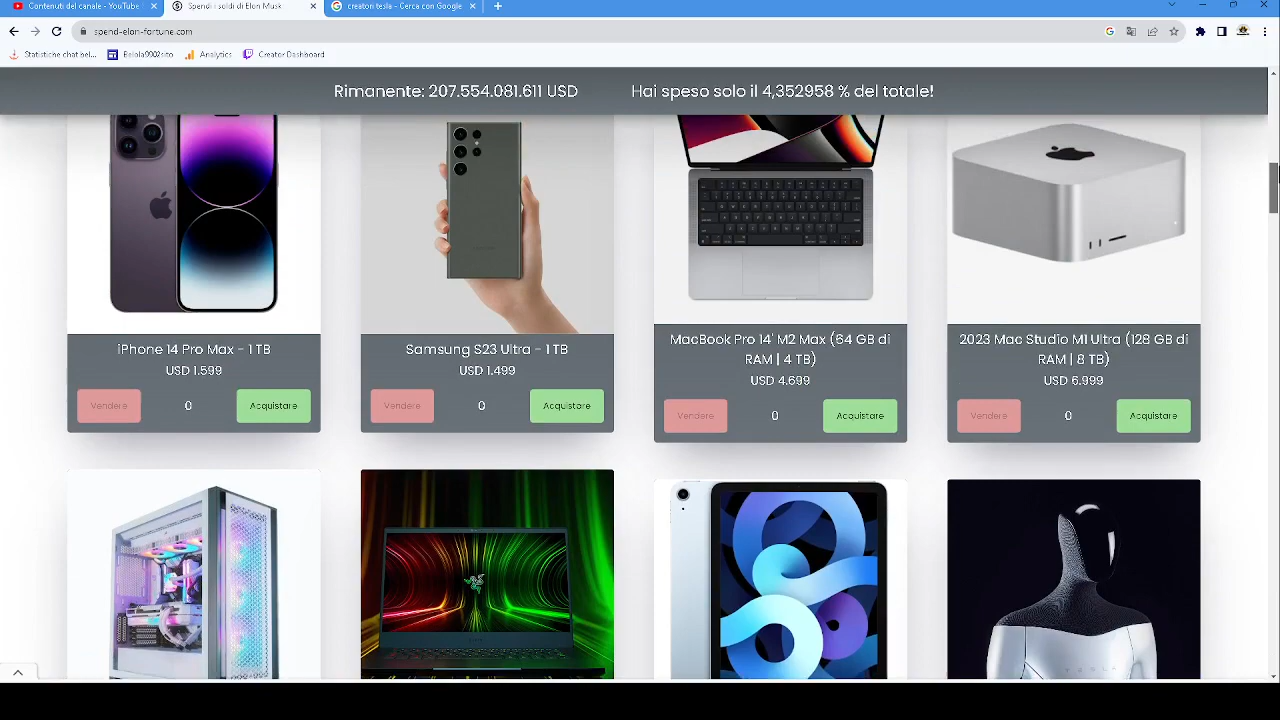 Contenuti del canale - YouTube
Spendi i soldi di Elon Musk
creatori tesla - Cerca con Google
spend-elon-fortune.com
Statistiche chat bel...
Belola9902sito
Analytics
Creator Dashboard
Rimanente: 207.554.081.611 USD
Hai speso solo il 4,352958 % del totale!
iPhone 14 Pro Max - 1 TB
USD 1.599
Vendere
0
Acquistare
Samsung S23 Ultra - 1 TB
USD 1.499
Vendere
0
Acquistare
MacBook Pro 14' M2 Max (64 GB di
RAM | 4 TB)
USD 4.699
Vendere
0
Acquistare
2023 Mac Studio M1 Ultra (128 GB di
RAM | 8 TB)
USD 6.999
Vendere
0
Acquistare